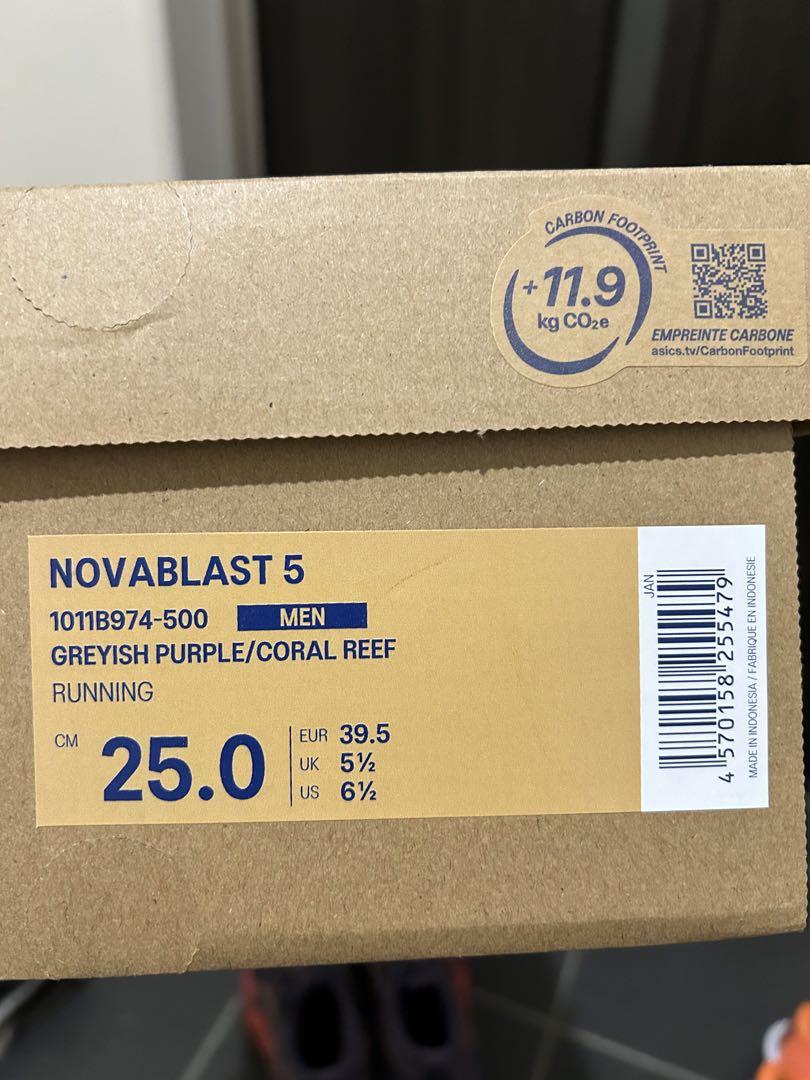 CARBON FOOTPRINT
+11.9
kg CO₂e
EMPREINTE CARBONE
asics.tv/CarbonFootprint
NOVABLAST 5
1011B974-500 MEN
GREYISH PURPLE/CORAL REEF
RUNNING
CM 25.0
EUR 39.5
UK 5½
US 6½
JAN
4 570158 255479
MADE IN INDONESIA / FABRIQUE EN INDONESIE